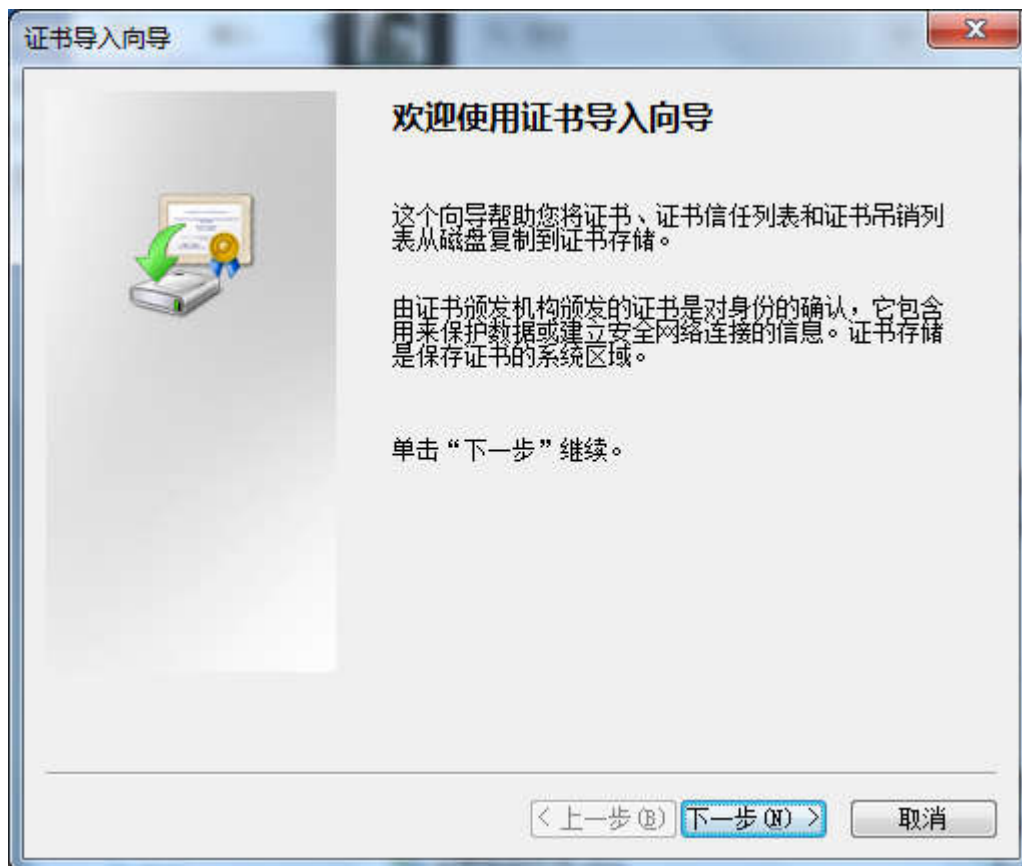 证书导入向导
欢迎使用证书导入向导
这个向导帮助您将证书、证书信任列表和证书吊销列
表从磁盘复制到证书存储。
由证书颁发机构颁发的证书是对身份的确认，它包含
用来保护数据或建立安全网络连接的信息。证书存储
是保存证书的系统区域。
单击“下一步”继续。
< 上一步(B) 下一步(N) > 取消